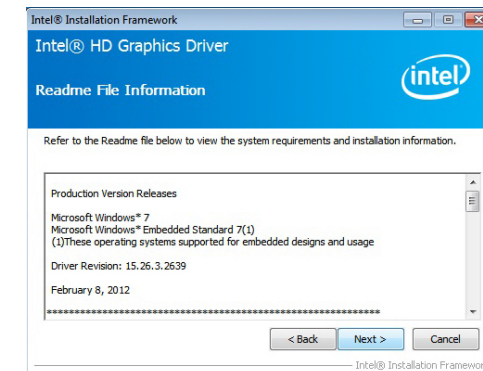 Intel® Installation Framework
Intel® HD Graphics Driver
(intel)
Readme File Information
Refer to the Readme file below to view the system requirements and installation information.
Production Version Releases
Microsoft Windows* 7
Microsoft Windows* Embedded Standard 7(1)
(1)These operating systems supported for embedded designs and usage
Driver Revision: 15.26.3.2639
February 8, 2012
************************************************************
< Back
Next >
Cancel
Intel® Installation Framewor